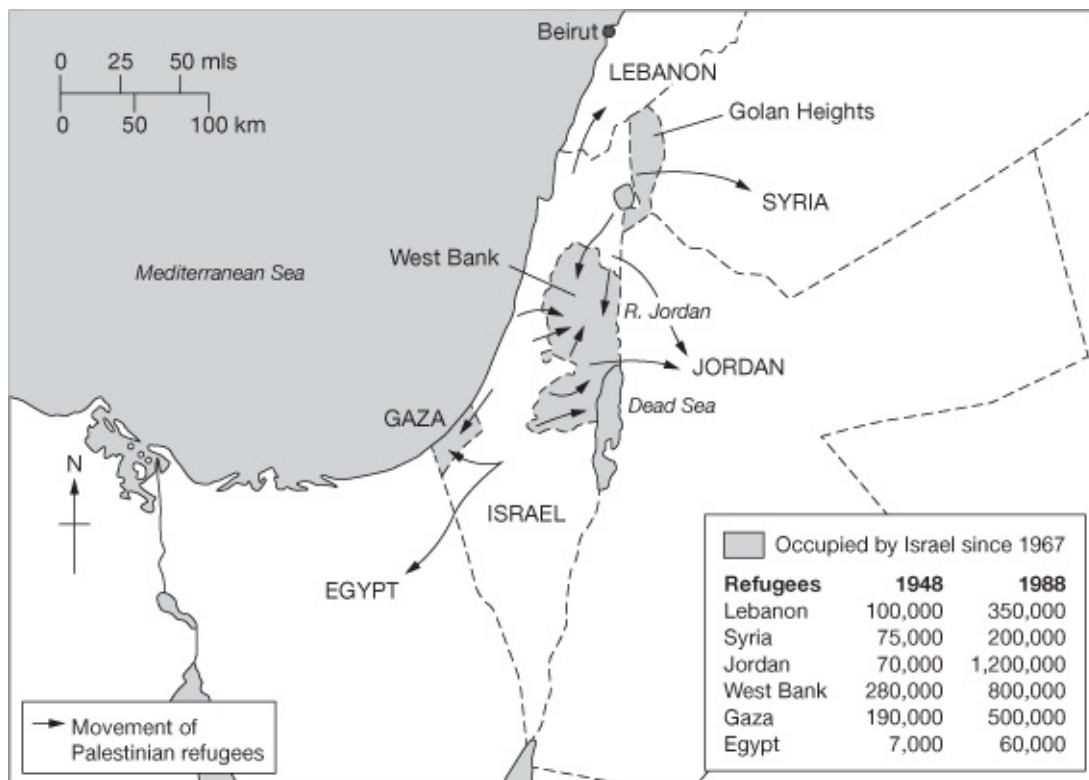 Beirut
0 25 50 mls
0 50 100 km
LEBANON
Golan Heights
SYRIA
West Bank
Mediterranean Sea
R. Jordan
JORDAN
Dead Sea
GAZA
N
ISRAEL
EGYPT
Occupied by Israel since 1967
Refugees 1948 1988
Lebanon 100,000 350,000
Syria 75,000 200,000
Jordan 70,000 1,200,000
West Bank 280,000 800,000
Gaza 190,000 500,000
Egypt 7,000 60,000
Movement of
Palestinian refugees